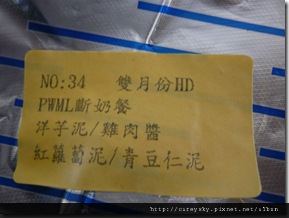 NO:34 雙月份HD
PWML斷奶餐
洋芋泥/雞肉醬
紅蘿蔔泥/青豆仁泥
http://cureysky.pixnet.net/album